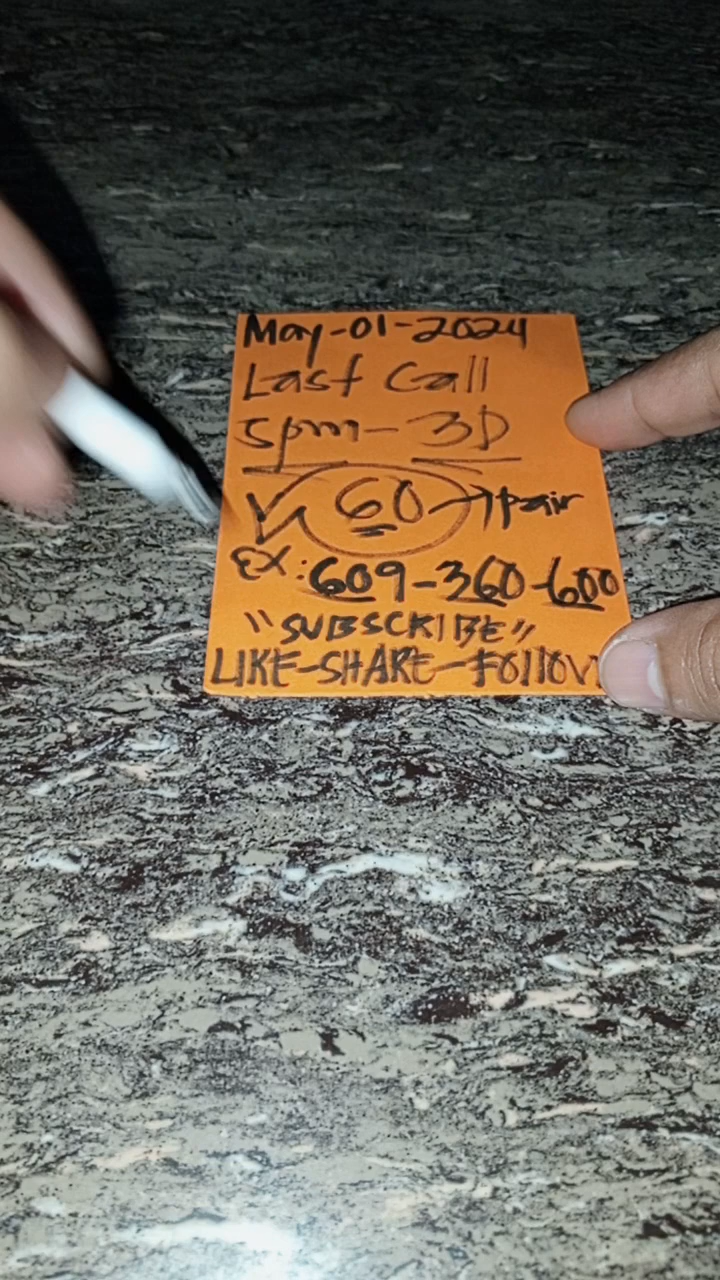 May-01-2024
Last Call
5pm-3D
60→pair
Ex: 609-360-600
"SUBSCRIBE"
LIKE-SHARE-FOllOW